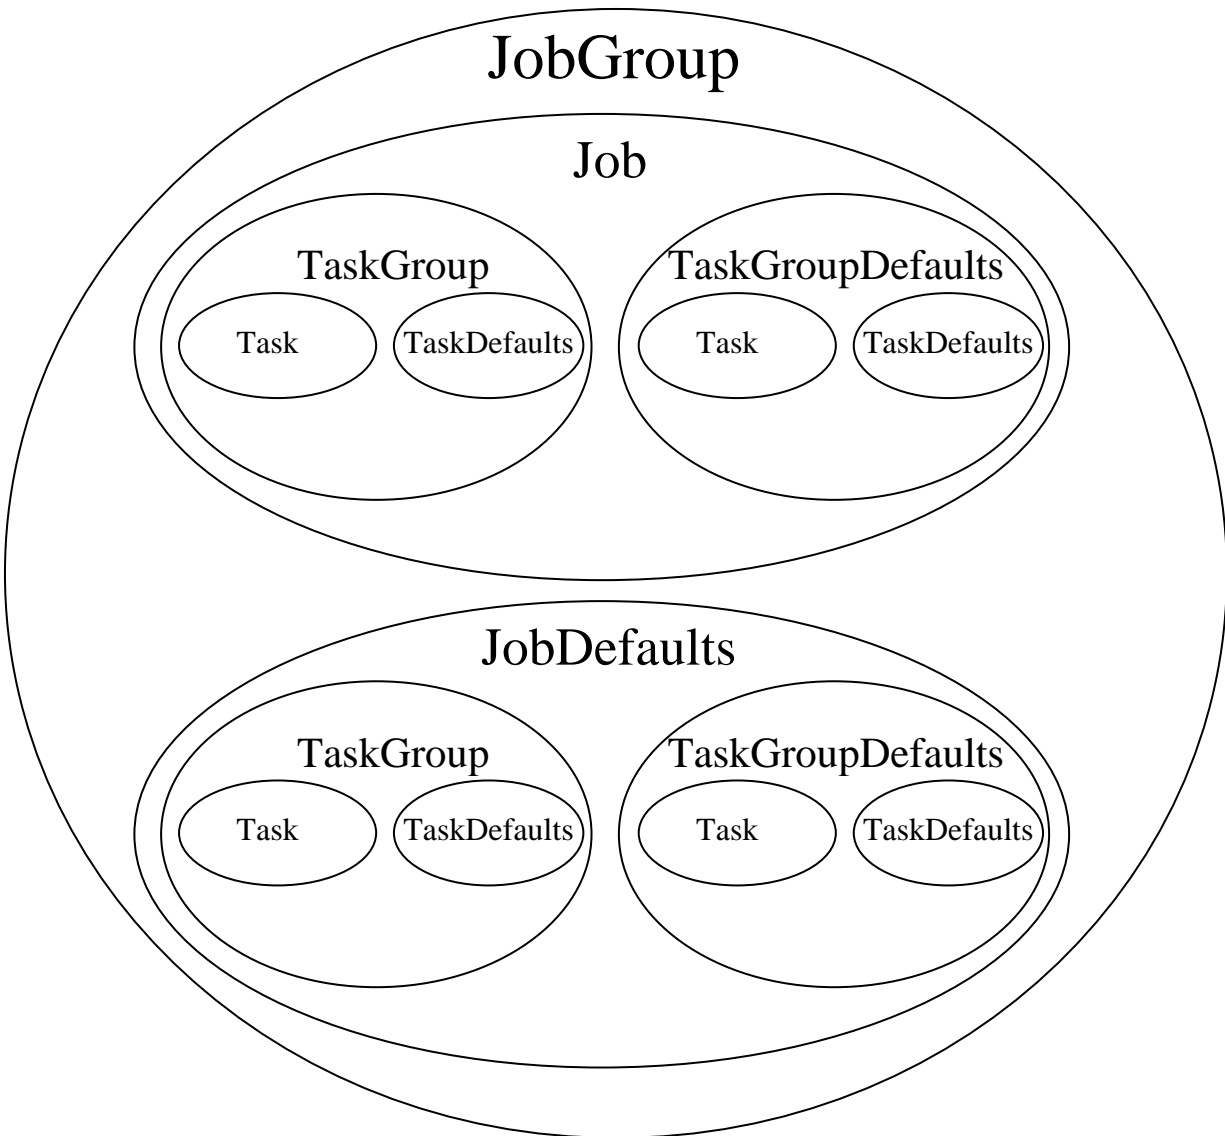 JobGroup
Job
TaskGroup
TaskGroupDefaults
Task
TaskDefaults
Task
TaskDefaults
JobDefaults
TaskGroup
TaskGroupDefaults
Task
TaskDefaults
Task
TaskDefaults